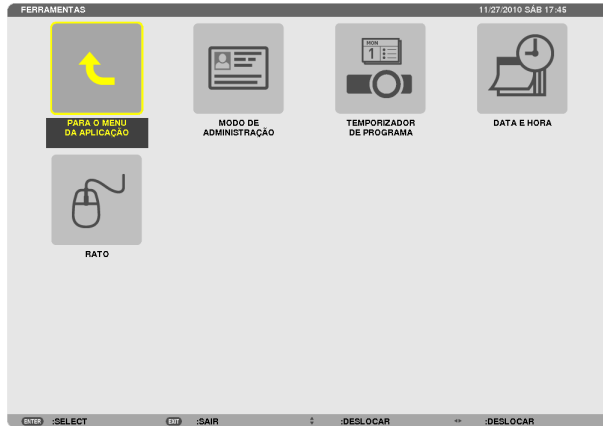 FERRAMENTAS 11/27/2010 SÁB 17:45
MON
1
PARA O MENU
DA APLICAÇÃO
MODO DE
ADMINISTRAÇÃO
TEMPORIZADOR
DE PROGRAMA
DATA E HORA
RATO
ENTER :SELECT EXIT :SAIR :DESLOCAR :DESLOCAR